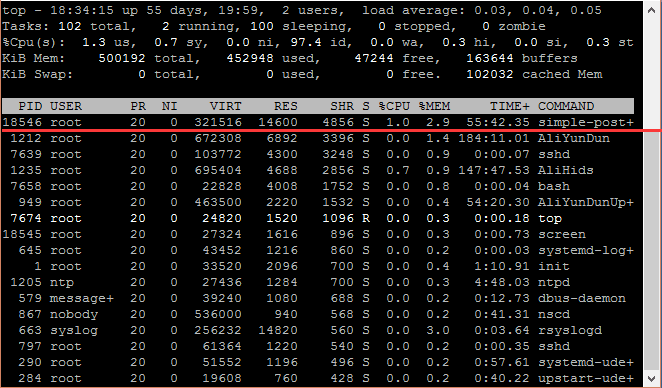 top - 18:34:15 up 55 days, 19:59,  2 users,  load average: 0.03, 0.04, 0.05
Tasks: 102 total,   2 running, 100 sleeping,   0 stopped,   0 zombie
%Cpu(s):  1.3 us,  0.7 sy,  0.0 ni, 97.4 id,  0.0 wa,  0.3 hi,  0.0 si,  0.3 st
KiB Mem:    500192 total,   452948 used,    47244 free,   163644 buffers
KiB Swap:        0 total,        0 used,        0 free.   102032 cached Mem
PID USER      PR  NI    VIRT    RES    SHR S %CPU %MEM     TIME+ COMMAND
18546 root      20   0  321516  14600   4856 S  1.0  2.9  55:42.35 simple-post+
1212 root      20   0  672308   6892   3396 S  0.0  1.4 184:11.01 AliYunDun
7639 root      20   0  103772   4300   3248 S  0.0  0.9   0:00.07 sshd
1235 root      20   0  695404   4688   2856 S  0.7  0.9 147:47.53 AliHids
7658 root      20   0   22828   4008   1752 S  0.0  0.8   0:00.04 bash
949 root      20   0  463500   2220   1532 S  0.0  0.4  54:20.30 AliYunDunUp+
7674 root      20   0   24820   1520   1096 R  0.0  0.3   0:00.18 top
18545 root      20   0   27324   1616    896 S  0.0  0.3   0:00.73 screen
645 root      20   0   43452   1216    860 S  0.0  0.2   0:00.03 systemd-log+
1 root      20   0   33520   2096    700 S  0.0  0.4   1:10.91 init
1205 ntp       20   0   27436   1284    700 S  0.0  0.3   4:48.03 ntpd
579 message+  20   0   39240   1080    688 S  0.0  0.2   0:12.73 dbus-daemon
867 nobody    20   0  536000    940    568 S  0.0  0.2   0:41.31 nscd
663 syslog    20   0  256232  14820    560 S  0.0  3.0   0:03.64 rsyslogd
797 root      20   0   61364   1220    540 S  0.0  0.2   0:00.35 sshd
290 root      20   0   51552   1196    496 S  0.0  0.2   0:57.61 systemd-ude+
284 root      20   0   19608    760    428 S  0.0  0.2   0:40.22 upstart-ude+